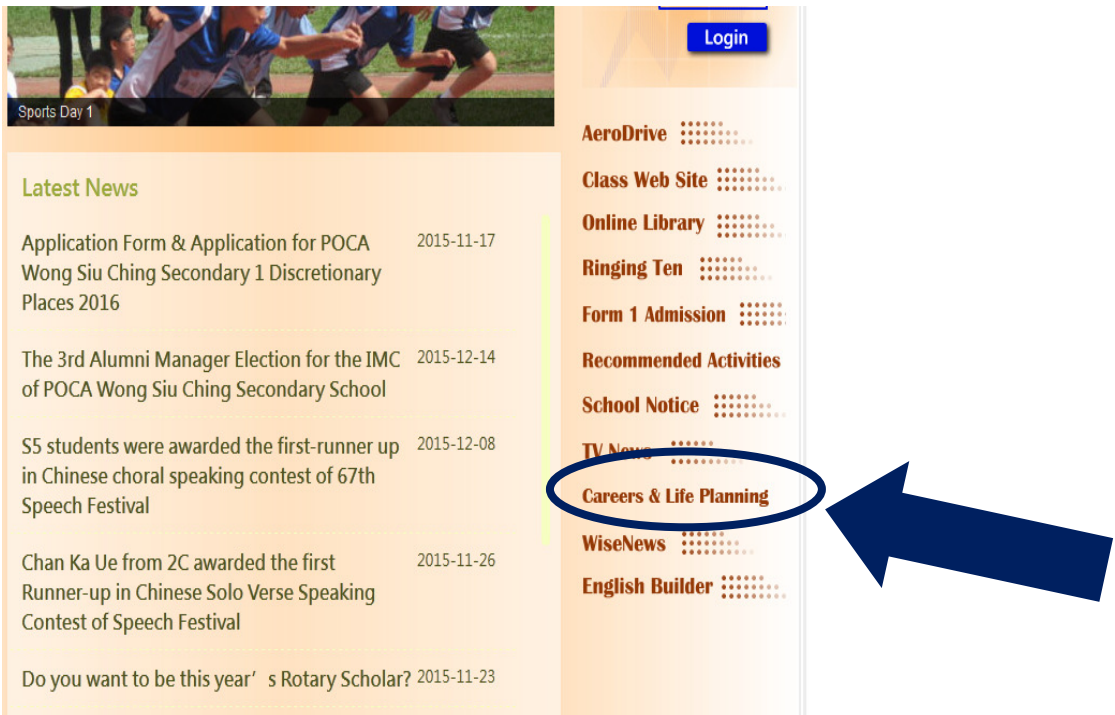 Login
Sports Day 1
Latest News
Application Form & Application for POCA
Wong Siu Ching Secondary 1 Discretionary
Places 2016
2015-11-17
The 3rd Alumni Manager Election for the IMC
of POCA Wong Siu Ching Secondary School
2015-12-14
S5 students were awarded the first-runner up
in Chinese choral speaking contest of 67th
Speech Festival
2015-12-08
Chan Ka Ue from 2C awarded the first
Runner-up in Chinese Solo Verse Speaking
Contest of Speech Festival
2015-11-26
Do you want to be this year’ s Rotary Scholar?
2015-11-23
AeroDrive
Class Web Site
Online Library
Ringing Ten
Form 1 Admission
Recommended Activities
School Notice
TV News
Careers & Life Planning
WiseNews
English Builder